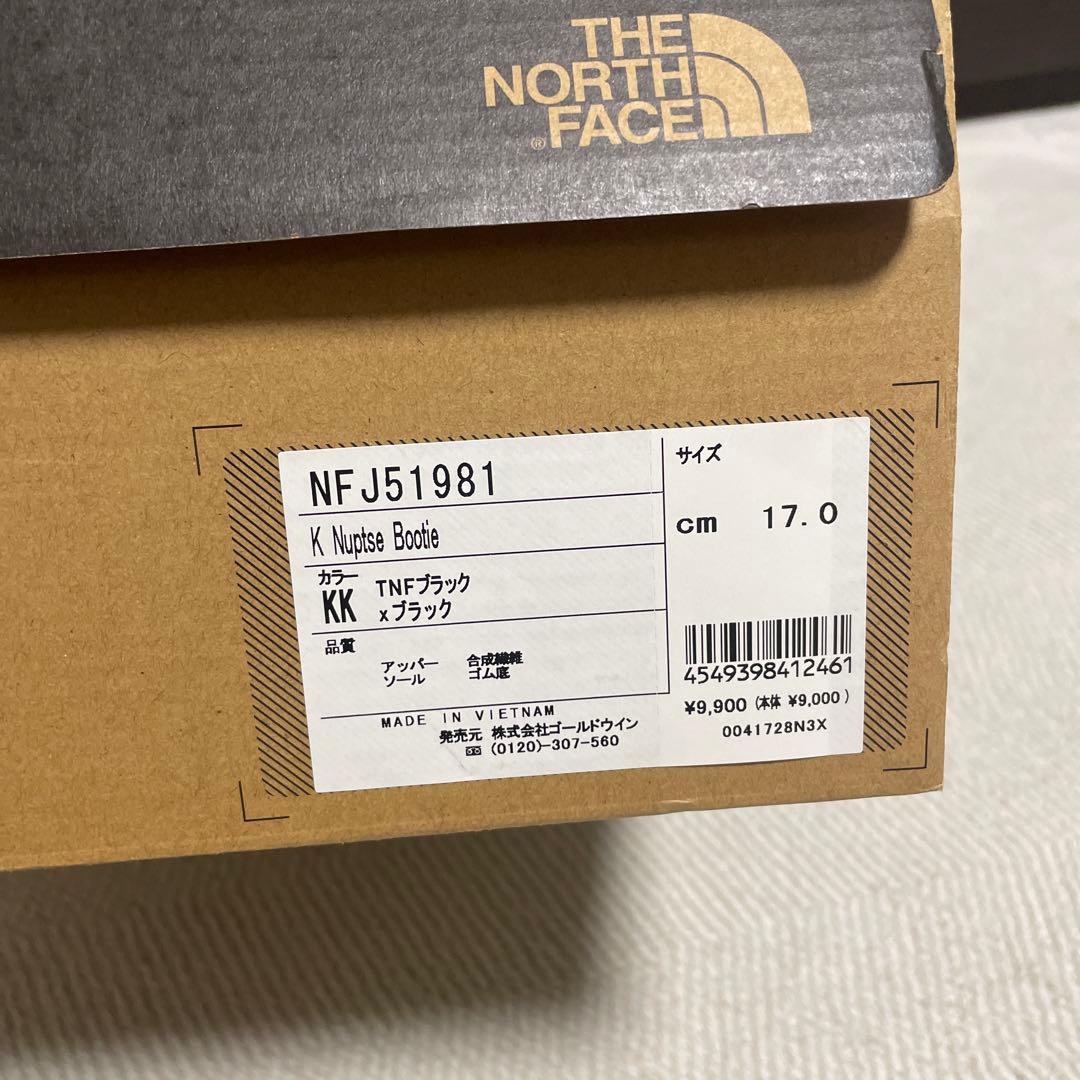 THE
NORTH
FACE
®
NFJ51981
K Nuptse Bootie
カラー
KK TNFブラック
xブラック
品質
アッパー 合成繊維
ソール ゴム底
MADE IN VIETNAM
発売元 株式会社ゴールドウイン
(0120)-307-560
サイズ
cm 17.0
4549398412461
¥9,900 (本体 ¥9,000)
0041728N3X